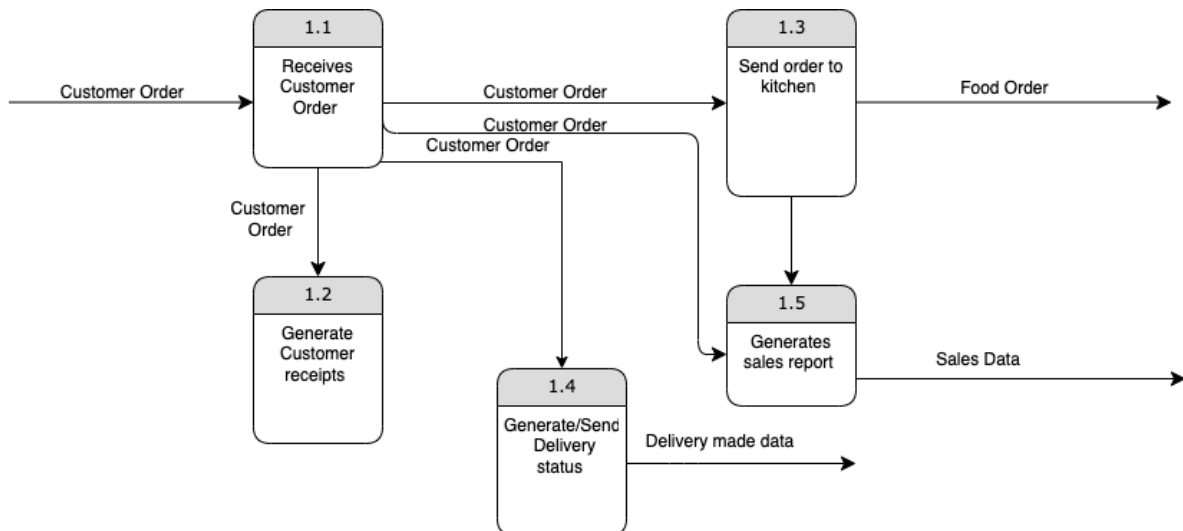 1.1
Receives
Customer
Order
1.3
Send order to
kitchen
Customer Order
Customer Order
Food Order
Customer Order
Customer Order
Customer
Order
1.2
Generate
Customer
receipts
1.5
Generates
sales report
Sales Data
1.4
Generate/Send
Delivery
status
Delivery made data